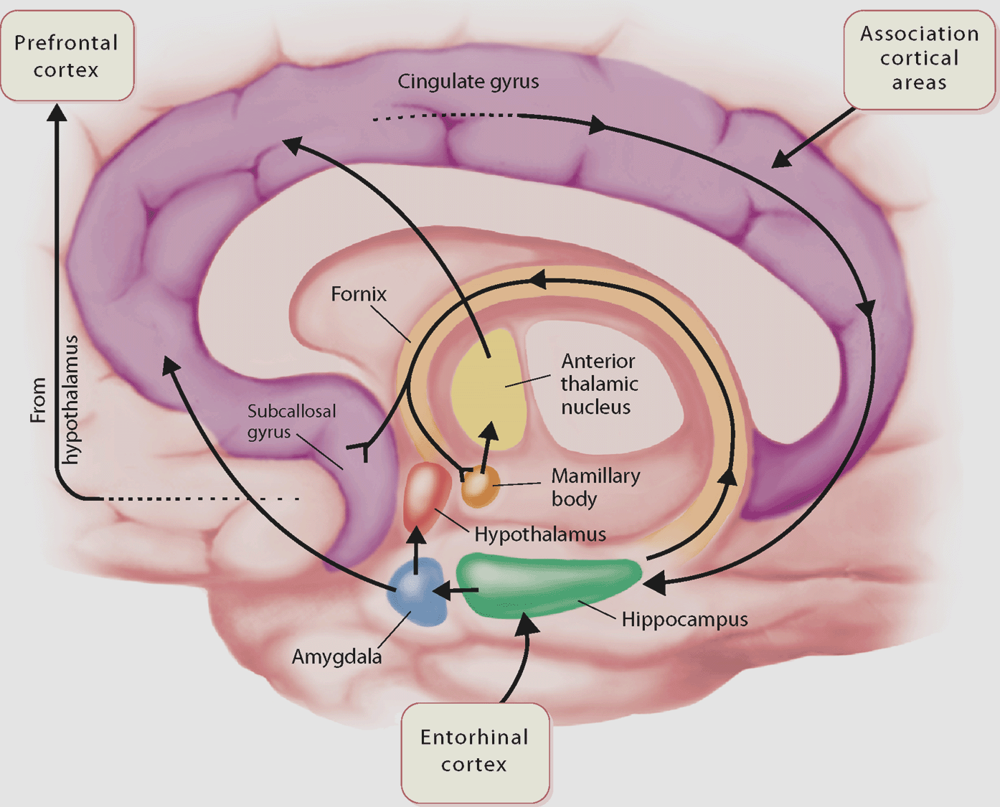 Prefrontal
cortex
Association
cortical
areas
Cingulate gyrus
Fornix
Anterior
thalamic
nucleus
From
hypothalamus
Subcallosal
gyrus
Mamillary
body
Hypothalamus
Hippocampus
Amygdala
Entorhinal
cortex